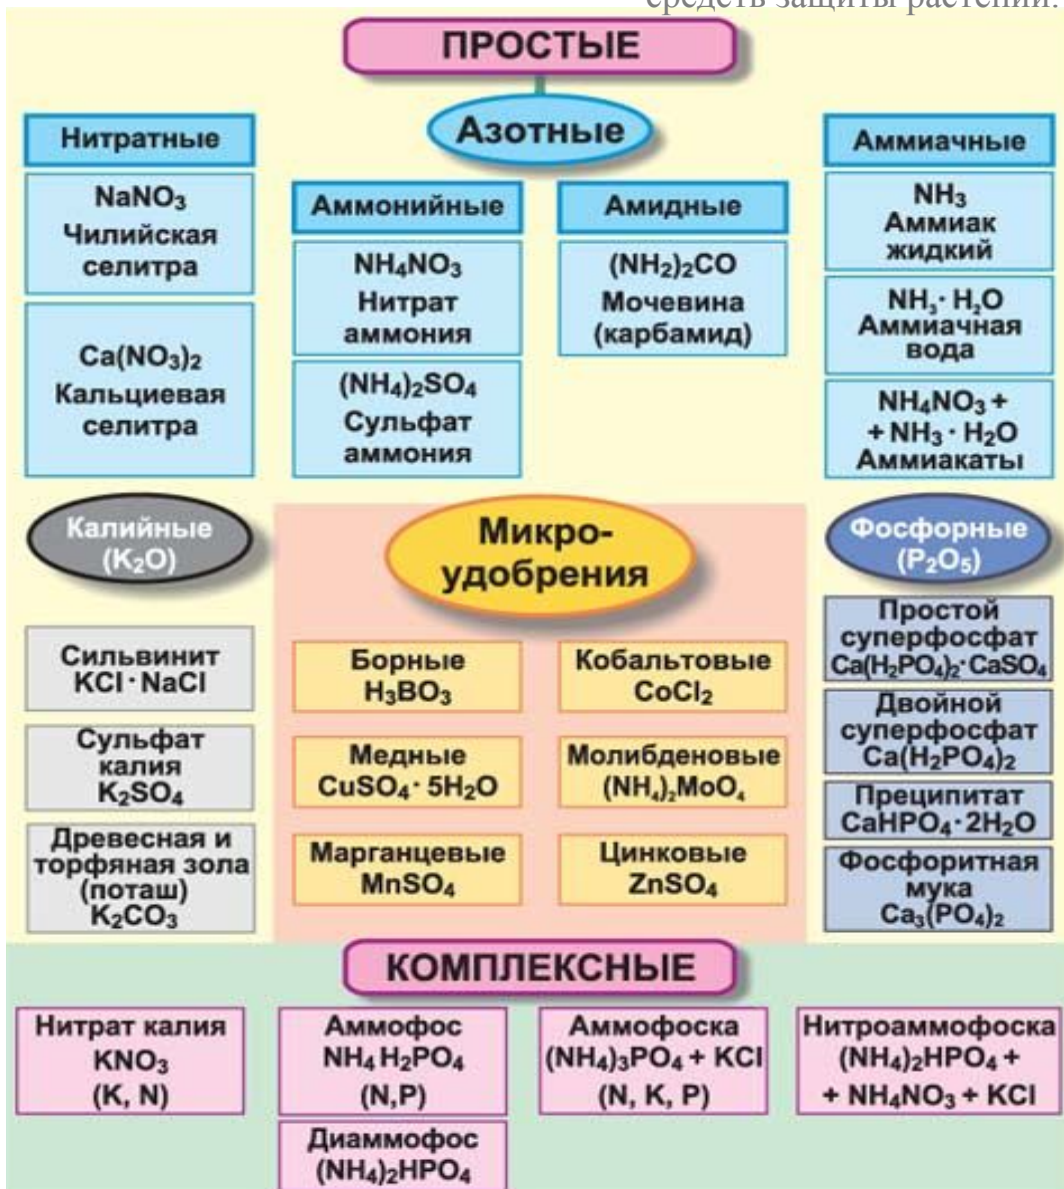 средств защиты растений.
ПРОСТЫЕ
Азотные
Нитратные
NaNO₃
Чилийская
селитра
Ca(NO₃)₂
Кальциевая
селитра
Аммонийные
NH₄NO₃
Нитрат
аммония
(NH₄)₂SO₄
Сульфат
аммония
Амидные
(NH₂)₂CO
Мочевина
(карбамид)
Аммиачные
NH₃
Аммиак
жидкий
NH₃· H₂O
Аммиачная
вода
NH₄NO₃ +
+ NH₃ · H₂O
Аммиакаты
Калийные
(K₂O)
Сильвинит
KCl · NaCl
Сульфат
калия
K₂SO₄
Древесная и
торфяная зола
(поташ)
K₂CO₃
Микро-
удобрения
Борные
H₃BO₃
Кобальтовые
CoCl₂
Медные
CuSO₄ · 5H₂O
Молибденовые
(NH₄)₂MoO₄
Марганцевые
MnSO₄
Цинковые
ZnSO₄
Фосфорные
(P₂O₅)
Простой
суперфосфат
Ca(H₂PO₄)₂·CaSO₄
Двойной
суперфосфат
Ca(H₂PO₄)₂
Преципитат
CaHPO₄·2H₂O
Фосфоритная
мука
Ca₃(PO₄)₂
КОМПЛЕКСНЫЕ
Нитрат калия
KNO₃
(K, N)
Аммофос
NH₄ H₂PO₄
(N,P)
Диаммофос
(NH₄)₂HPO₄
Аммофоска
(NH₄)₃PO₄ + KCl
(N, K, P)
Нитроаммофоска
(NH₄)₂HPO₄ +
+ NH₄NO₃ + KCl